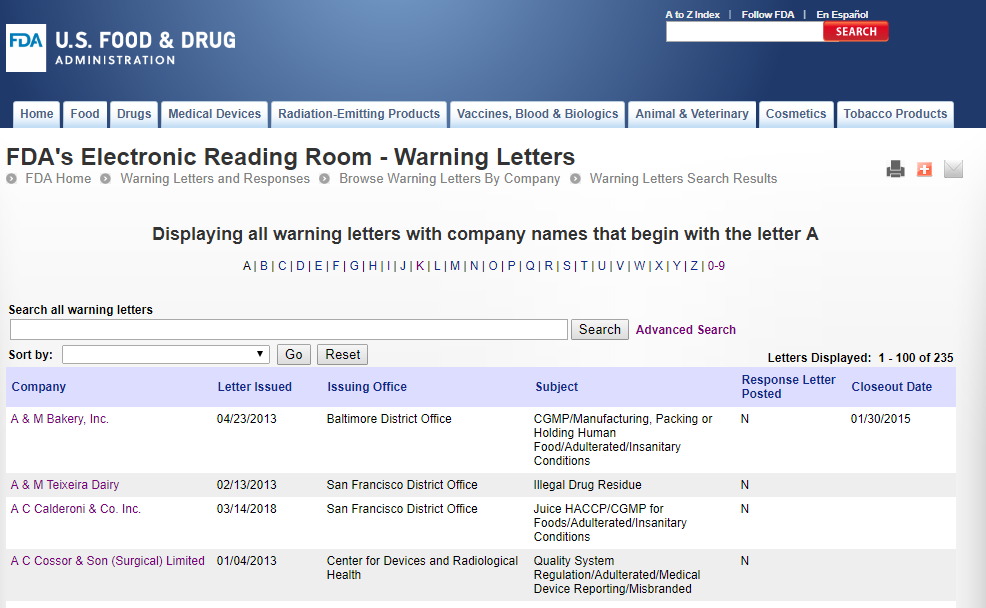 A to Z Index | Follow FDA | En Español
FDA U.S. FOOD & DRUG
ADMINISTRATION
SEARCH
Home Food Drugs Medical Devices Radiation-Emitting Products Vaccines, Blood & Biologics Animal & Veterinary Cosmetics Tobacco Products
FDA's Electronic Reading Room - Warning Letters
FDA Home Warning Letters and Responses Browse Warning Letters By Company Warning Letters Search Results
Displaying all warning letters with company names that begin with the letter A
A | B | C | D | E | F | G | H | I | J | K | L | M | N | O | P | Q | R | S | T | U | V | W | X | Y | Z | 0-9
Search all warning letters
Search Advanced Search
Sort by: Go Reset
Letters Displayed: 1 - 100 of 235
Company Letter Issued Issuing Office Subject Response Letter Posted Closeout Date
A & M Bakery, Inc. 04/23/2013 Baltimore District Office CGMP/Manufacturing, Packing or N 01/30/2015
Holding Human
Food/Adulterated/Insanitary
Conditions
A & M Teixeira Dairy 02/13/2013 San Francisco District Office Illegal Drug Residue N
A C Calderoni & Co. Inc. 03/14/2018 San Francisco District Office Juice HACCP/CGMP for N
Foods/Adulterated/Insanitary
Conditions
A C Cossor & Son (Surgical) Limited 01/04/2013 Center for Devices and Radiological Quality System N
Health Regulation/Adulterated/Medical
Device Reporting/Misbranded